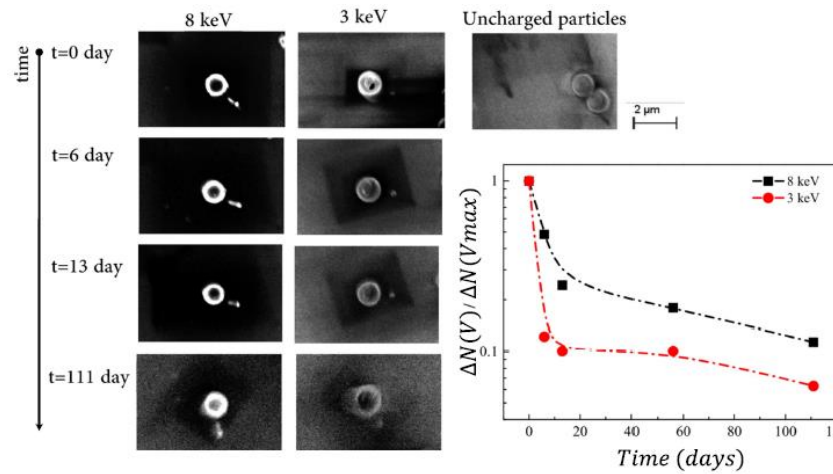 8 keV
3 keV
Uncharged particles
time
t=0 day
t=6 day
t=13 day
t=111 day
2 μm
8 keV
3 keV
ΔN(V)/ΔN(Vmax)
1
0.1
0 20 40 60 80 100
Time (days)